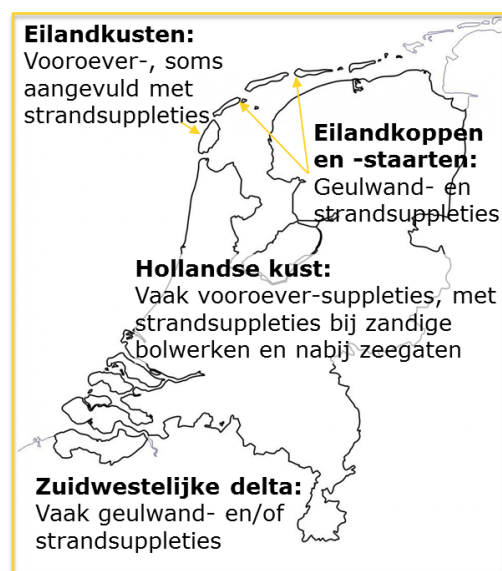 Eilandkusten:
Vooroever-, soms
aangevuld met
strandsuppleties
Eilandkoppen
en -staarten:
Geulwand- en
strandsuppleties
Hollandse kust:
Vaak vooroever-suppleties, met
strandsuppleties bij zandige
bolwerken en nabij zeegaten
Zuidwestelijke delta:
Vaak geulwand- en/of
strandsuppleties